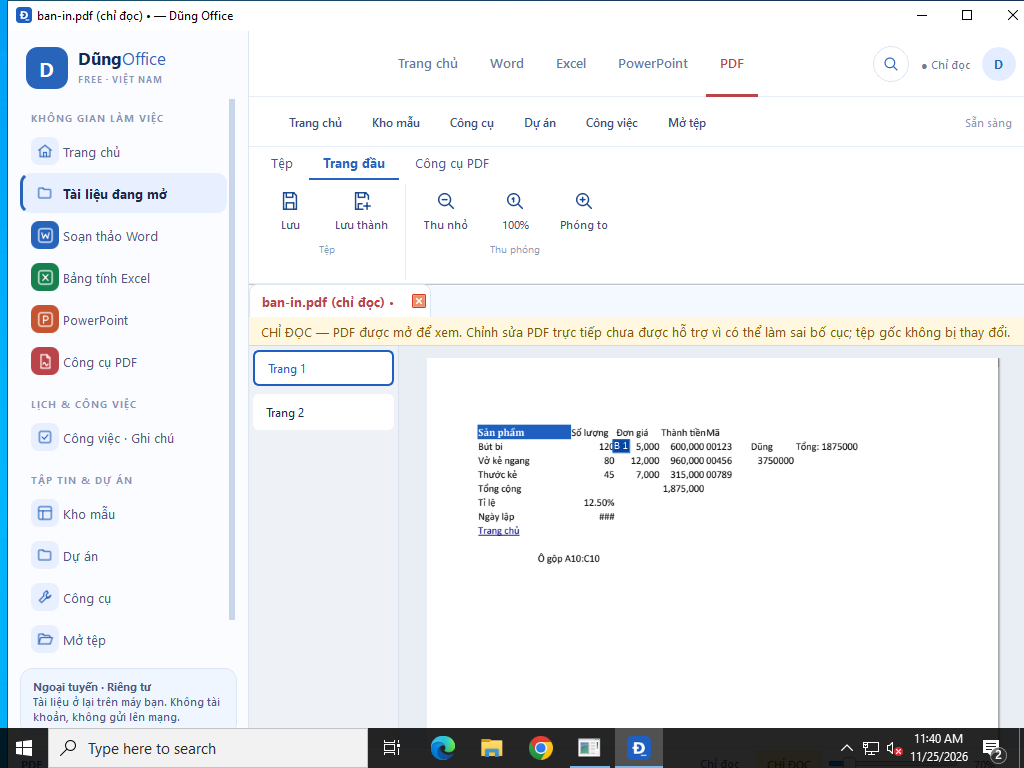 ban-in.pdf (chỉ đọc) • — Dũng Office
D
DũngOffice
FREE · VIỆT NAM
Trang chủ
Word
Excel
PowerPoint
PDF
• Chỉ đọc
D
KHÔNG GIAN LÀM VIỆC
Trang chủ
Tài liệu đang mở
Soạn thảo Word
Bảng tính Excel
PowerPoint
Công cụ PDF
LỊCH & CÔNG VIỆC
Công việc · Ghi chú
TẬP TIN & DỰ ÁN
Kho mẫu
Dự án
Công cụ
Mở tệp
Ngoại tuyến · Riêng tư
Tài liệu ở lại trên máy bạn. Không tài
khoản, không gửi lên mạng.
Trang chủ
Kho mẫu
Công cụ
Dự án
Công việc
Mở tệp
Sẵn sàng
Tệp
Trang đầu
Công cụ PDF
Lưu
Lưu thành
Tệp
Thu nhỏ
100%
Phóng to
Thu phóng
ban-in.pdf (chỉ đọc) •
CHỈ ĐỌC — PDF được mở để xem. Chỉnh sửa PDF trực tiếp chưa được hỗ trợ vì có thể làm sai bố cục; tệp gốc không bị thay đổi.
Trang 1
Trang 2
Sản phẩm Số lượng Đơn giá Thành tiền Mã
Bút bi 120 B 1 5,000 600,000 00123 Dũng Tổng: 1875000
Vở kẻ ngang 80 12,000 960,000 00456 3750000
Thước kẻ 45 7,000 315,000 00789
Tổng cộng 1,875,000
Tỉ lệ 12.50%
Ngày lập ###
Trang chủ
Ô gộp A10:C10
Type here to search
11:40 AM
11/25/2026
2